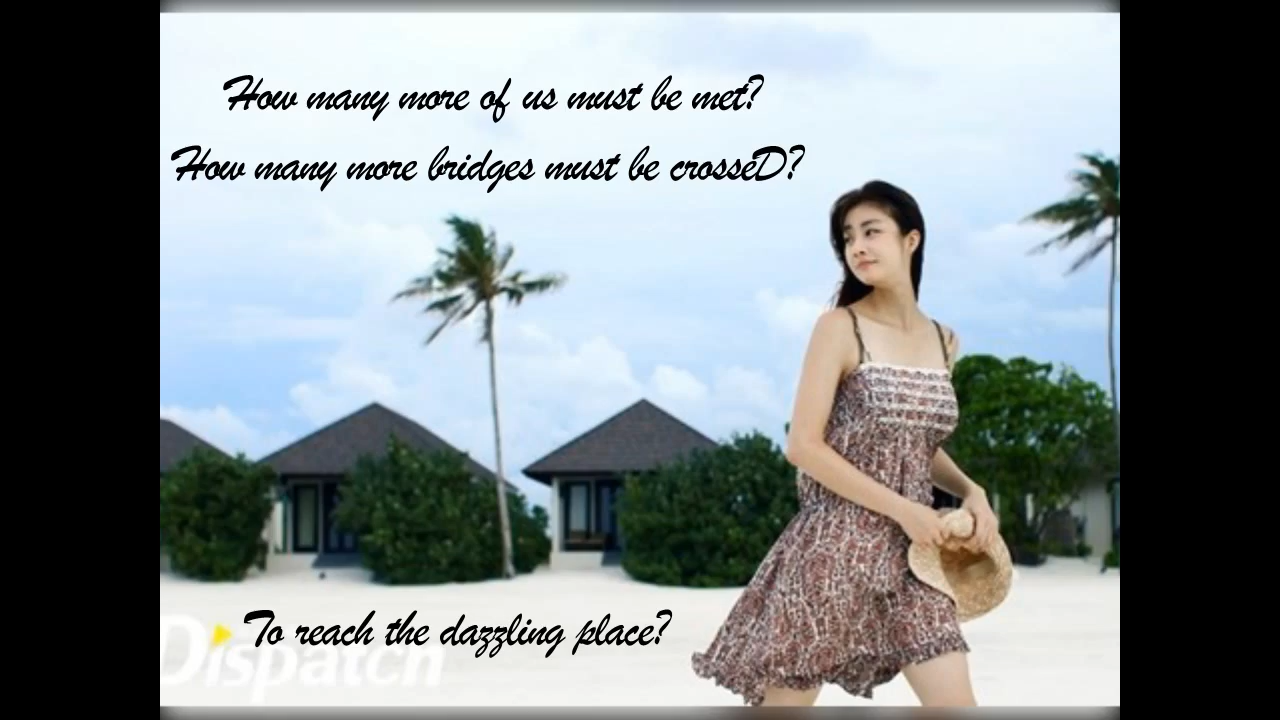 How many more of us must be met?
How many more bridges must be crosseD?
To reach the dazzling place?
Dispatch